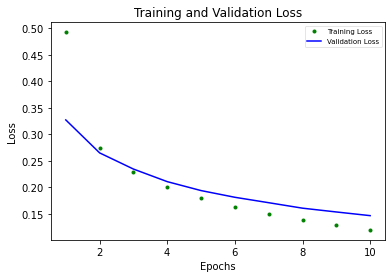 Training and Validation Loss
Training Loss
Validation Loss
0.50
0.45
0.40
0.35
0.30
0.25
0.20
0.15
Loss
2
4
6
8
10
Epochs